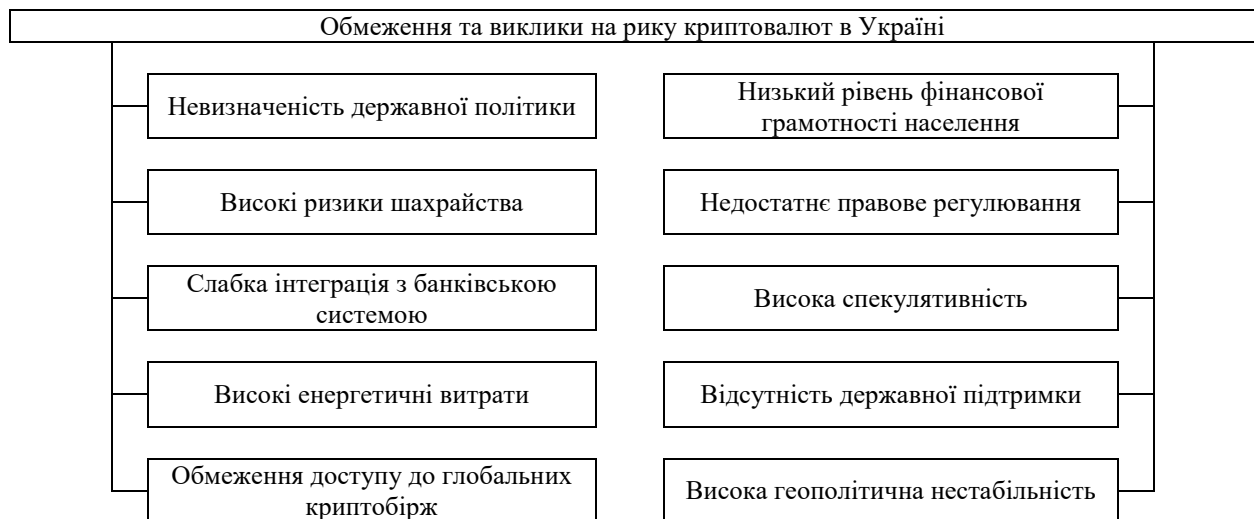 Обмеження та виклики на рику криптовалют в Україні
Невизначеність державної політики
Низький рівень фінансової
грамотності населення
Високі ризики шахрайства
Недостатнє правове регулювання
Слабка інтеграція з банківською
системою
Висока спекулятивність
Високі енергетичні витрати
Відсутність державної підтримки
Обмеження доступу до глобальних
криптобірж
Висока геополітична нестабільність